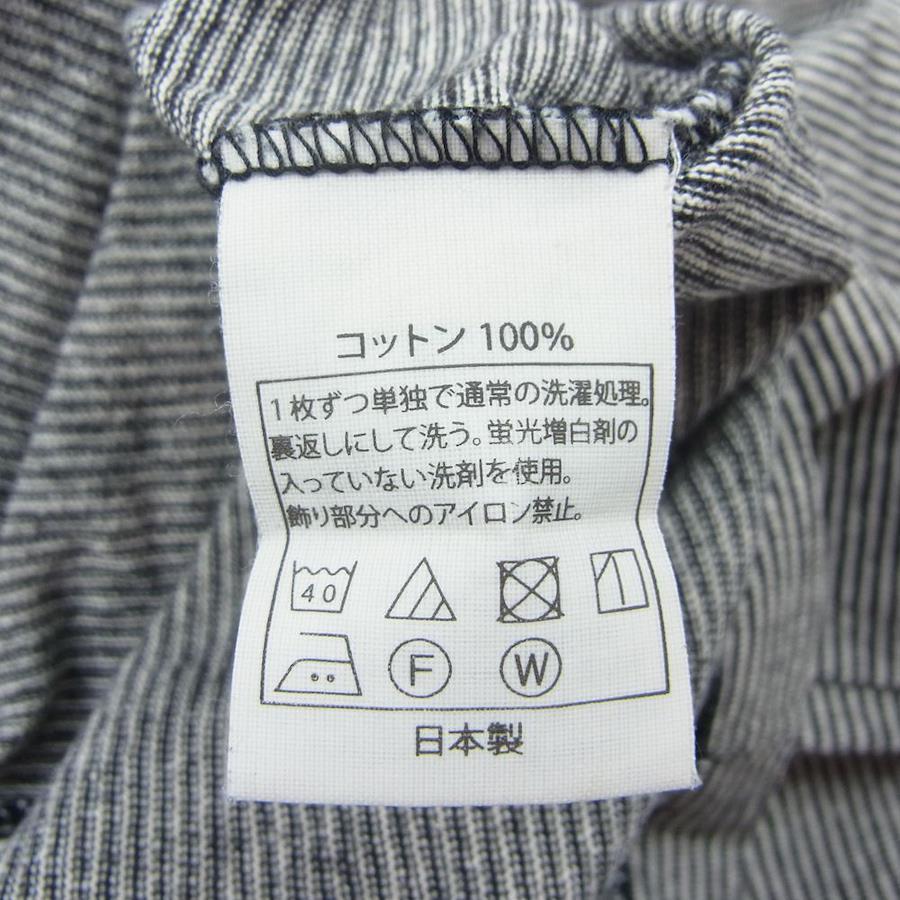 コットン 100%
1枚ずつ単独で通常の洗濯処理。
裏返しにして洗う。蛍光増白剤の
入っていない洗剤を使用。
飾り部分へのアイロン禁止。
40
F W
日本製